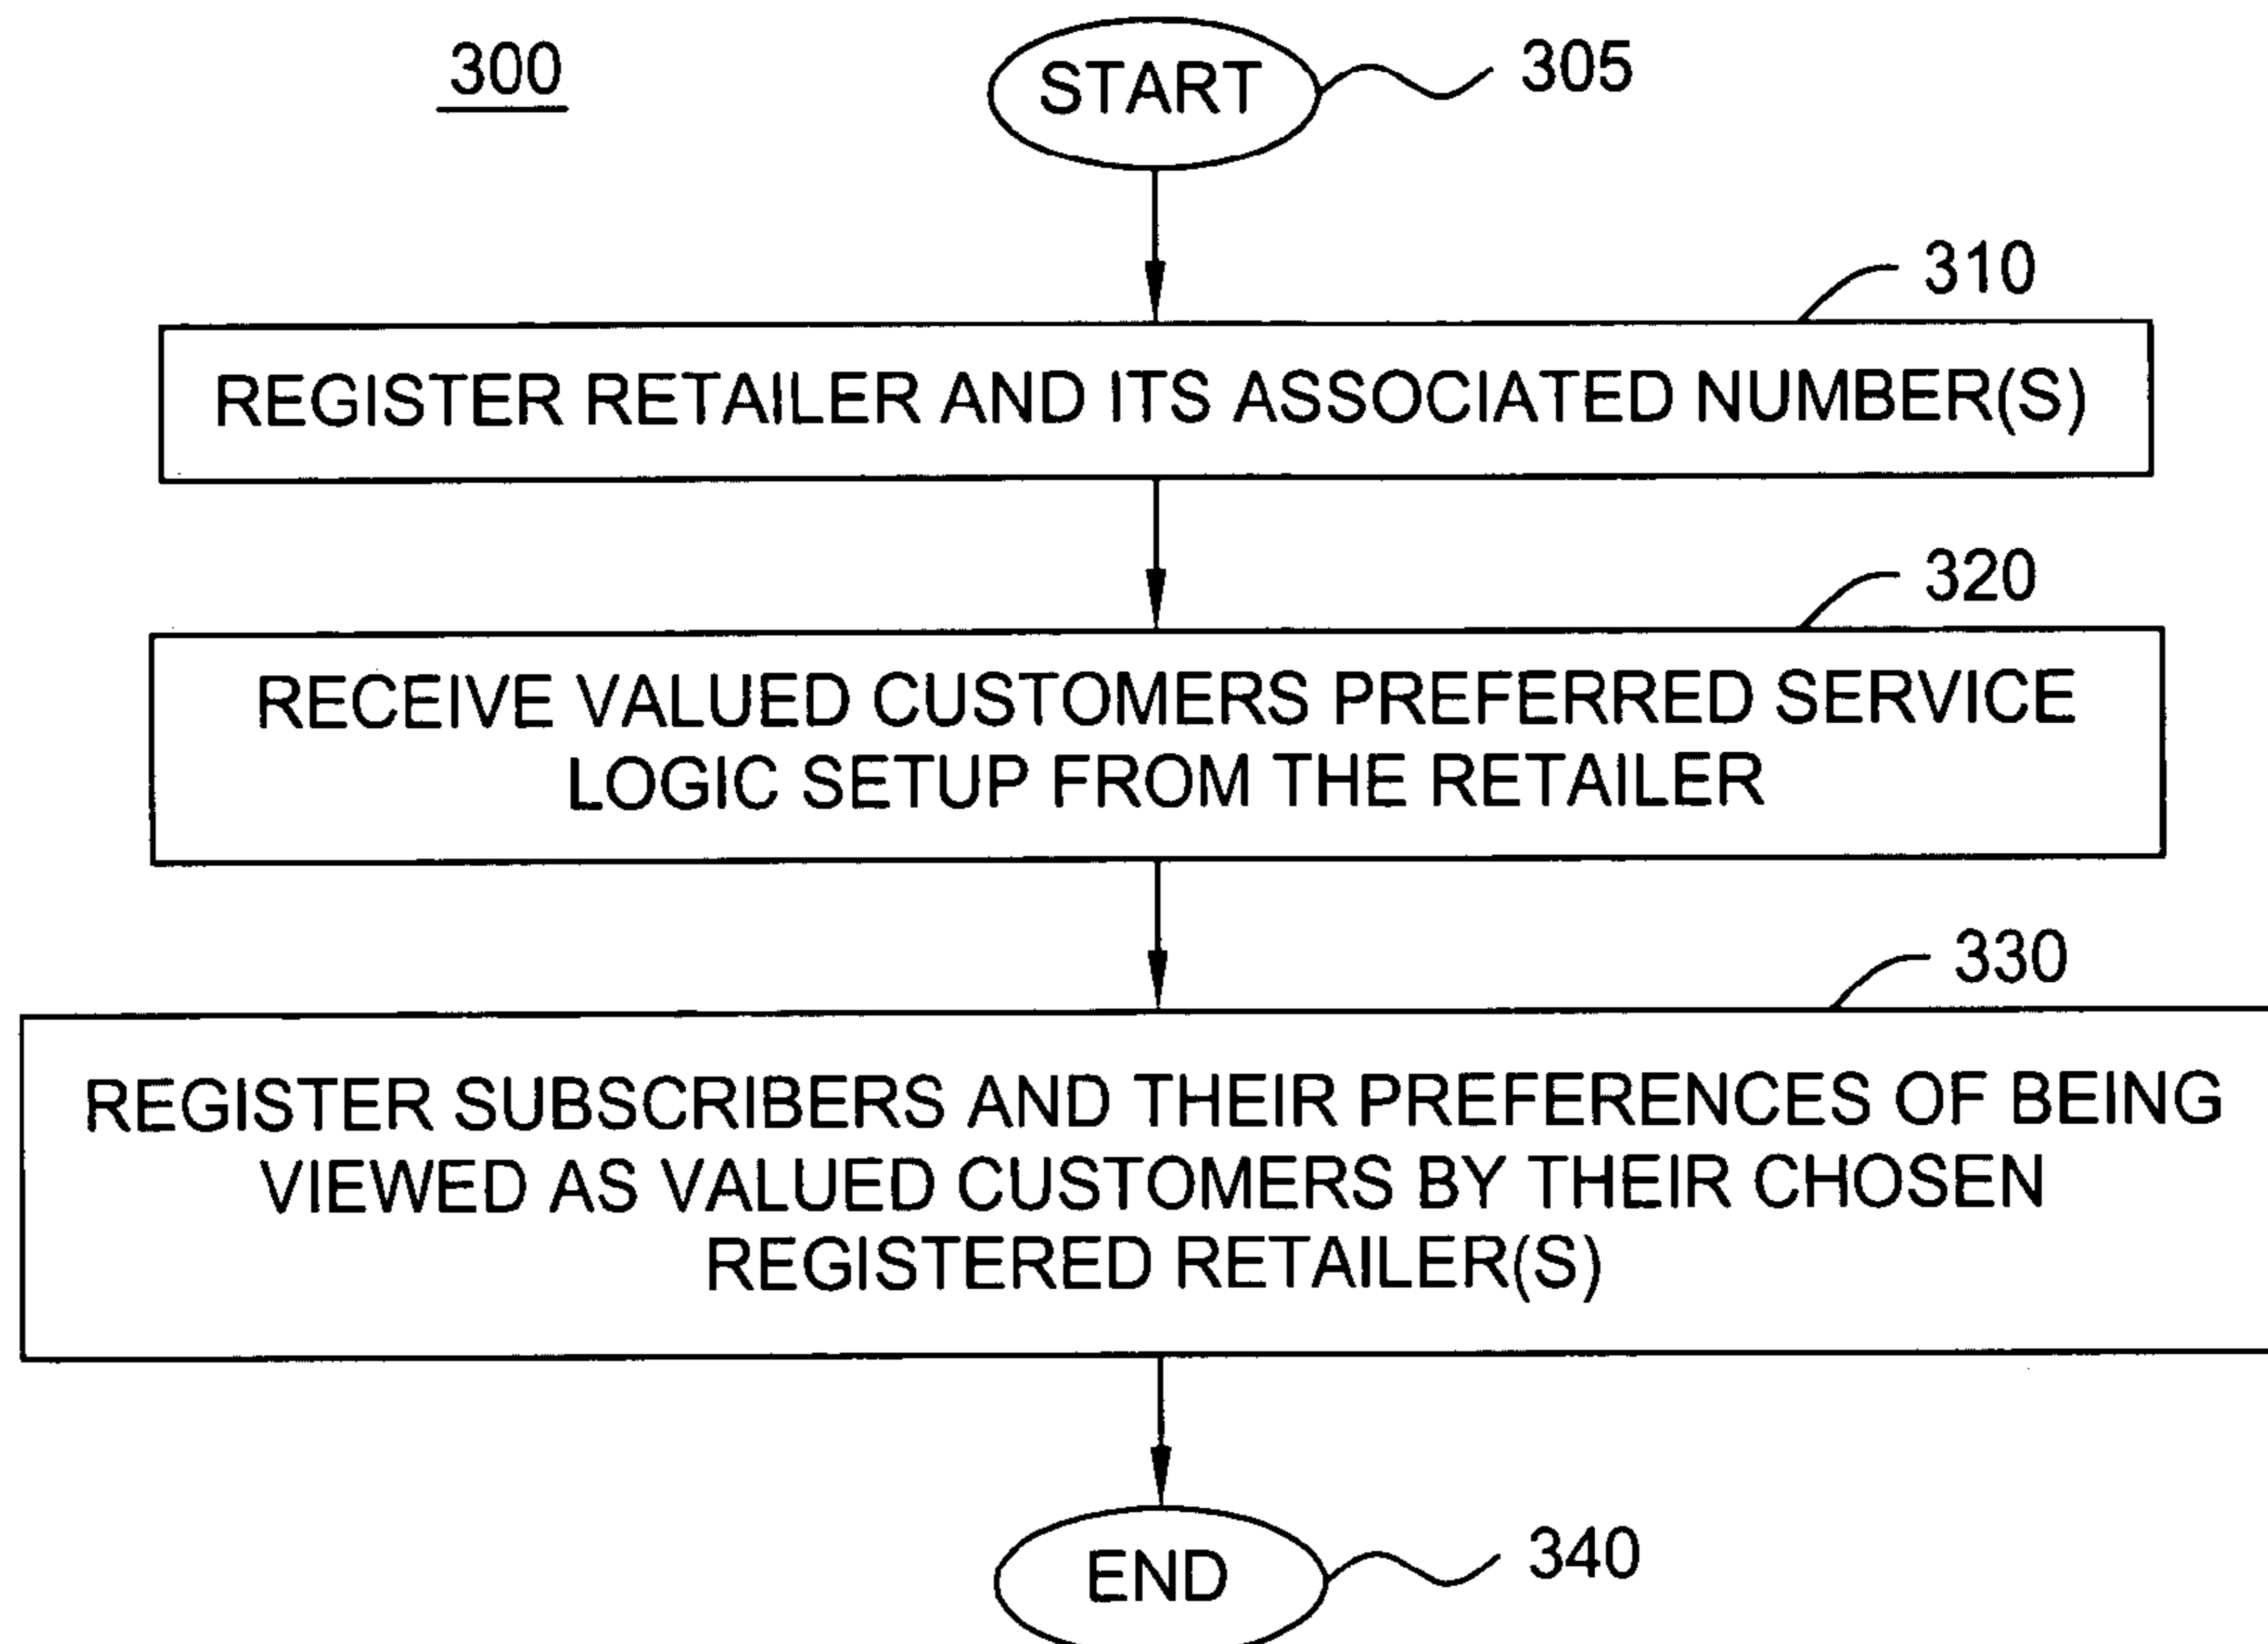 300
START
305
310
REGISTER RETAILER AND ITS ASSOCIATED NUMBER(S)
320
RECEIVE VALUED CUSTOMERS PREFERRED SERVICE
LOGIC SETUP FROM THE RETAILER
330
REGISTER SUBSCRIBERS AND THEIR PREFERENCES OF BEING
VIEWED AS VALUED CUSTOMERS BY THEIR CHOSEN
REGISTERED RETAILER(S)
END
340